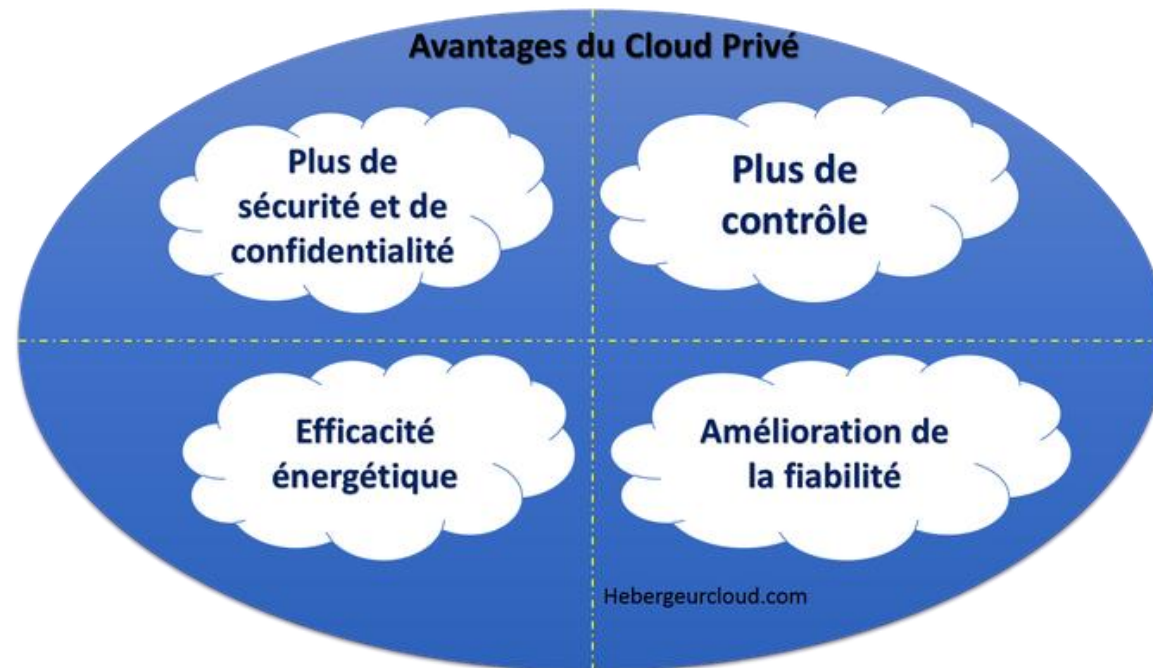 Avantages du Cloud Privé
Plus de
sécurité et de
confidentialité
Plus de
contrôle
Efficacité
énergétique
Amélioration de
la fiabilité
Hebergeurcloud.com